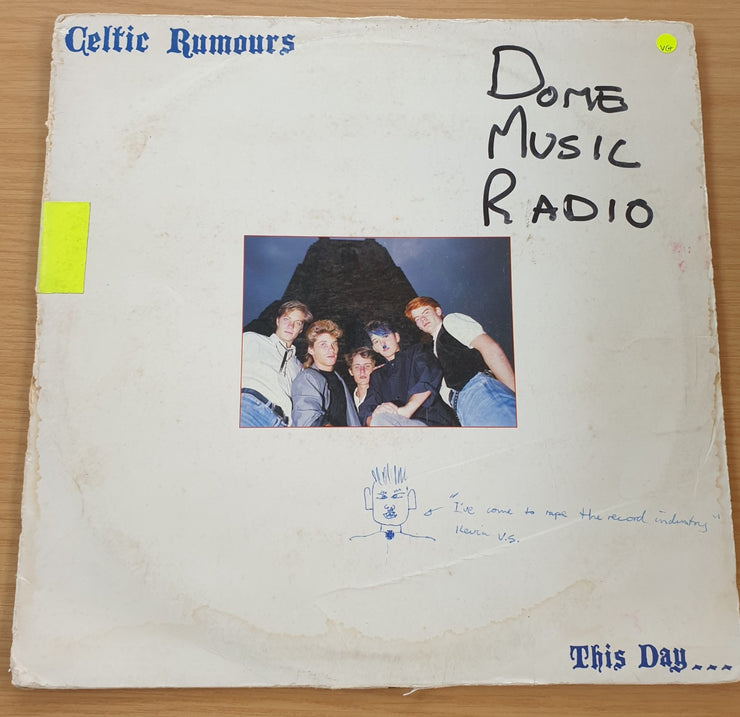 Celtic Rumours
VG
DOME
MUSIC
RADIO
"I've come to rape the record industry"
Kevin V.S.
This Day...